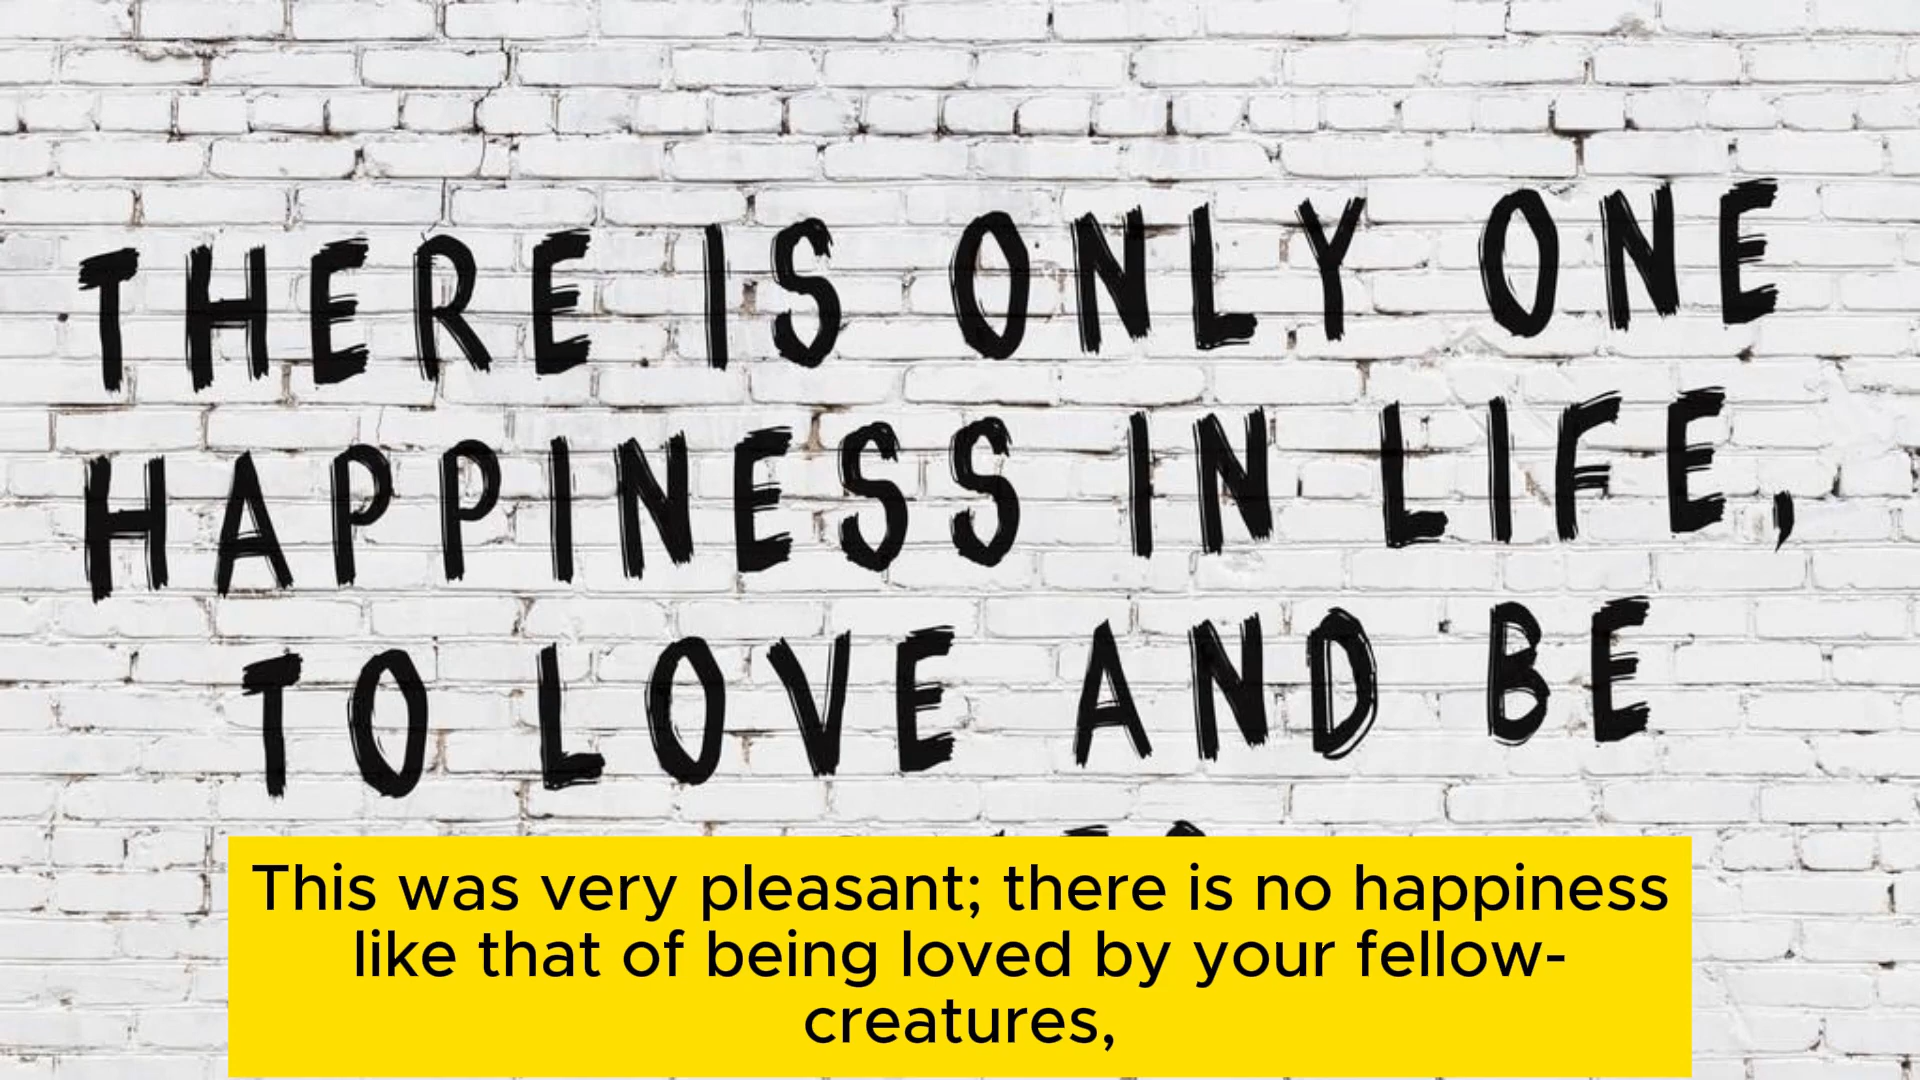 THERE IS ONLY ONE
HAPPINESS IN LIFE,
TO LOVE AND BE
This was very pleasant; there is no happiness
like that of being loved by your fellow-
creatures,